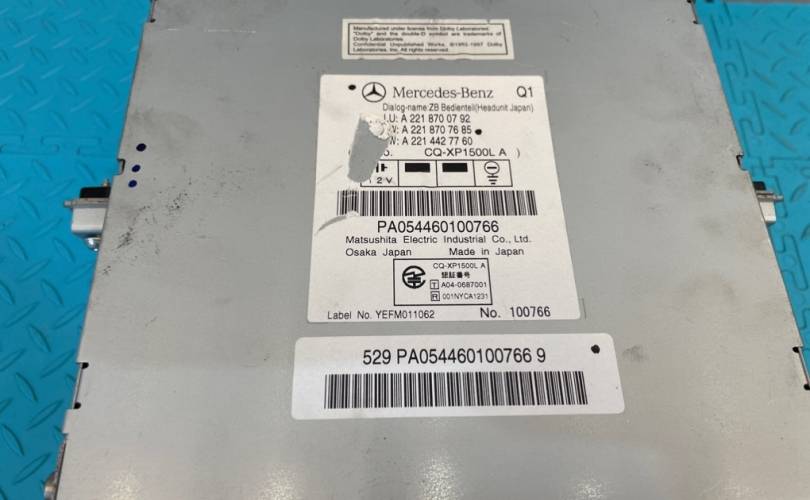 Manufactured under license from Dolby Laboratories.
"Dolby" and the double-D symbol are trademarks of
Dolby Laboratories.
Confidential Unpublished Works. ©1992-1997 Dolby
Laboratories, Inc. All rights reserved.
Mercedes-Benz Q1
Dialog-name:ZB Bedienteil(Headunit Japan)
A 221 870 07 92
A 221 870 76 85
A 221 442 77 60
CQ-XP1500L A )
2 V
PA054460100766
Matsushita Electric Industrial Co., Ltd.
Osaka Japan Made in Japan
CQ-XP1500L A
認証番号
T A04-0687001
R 001NYCA1231
Label No. YEFM011062 No. 100766
529 PA054460100766 9